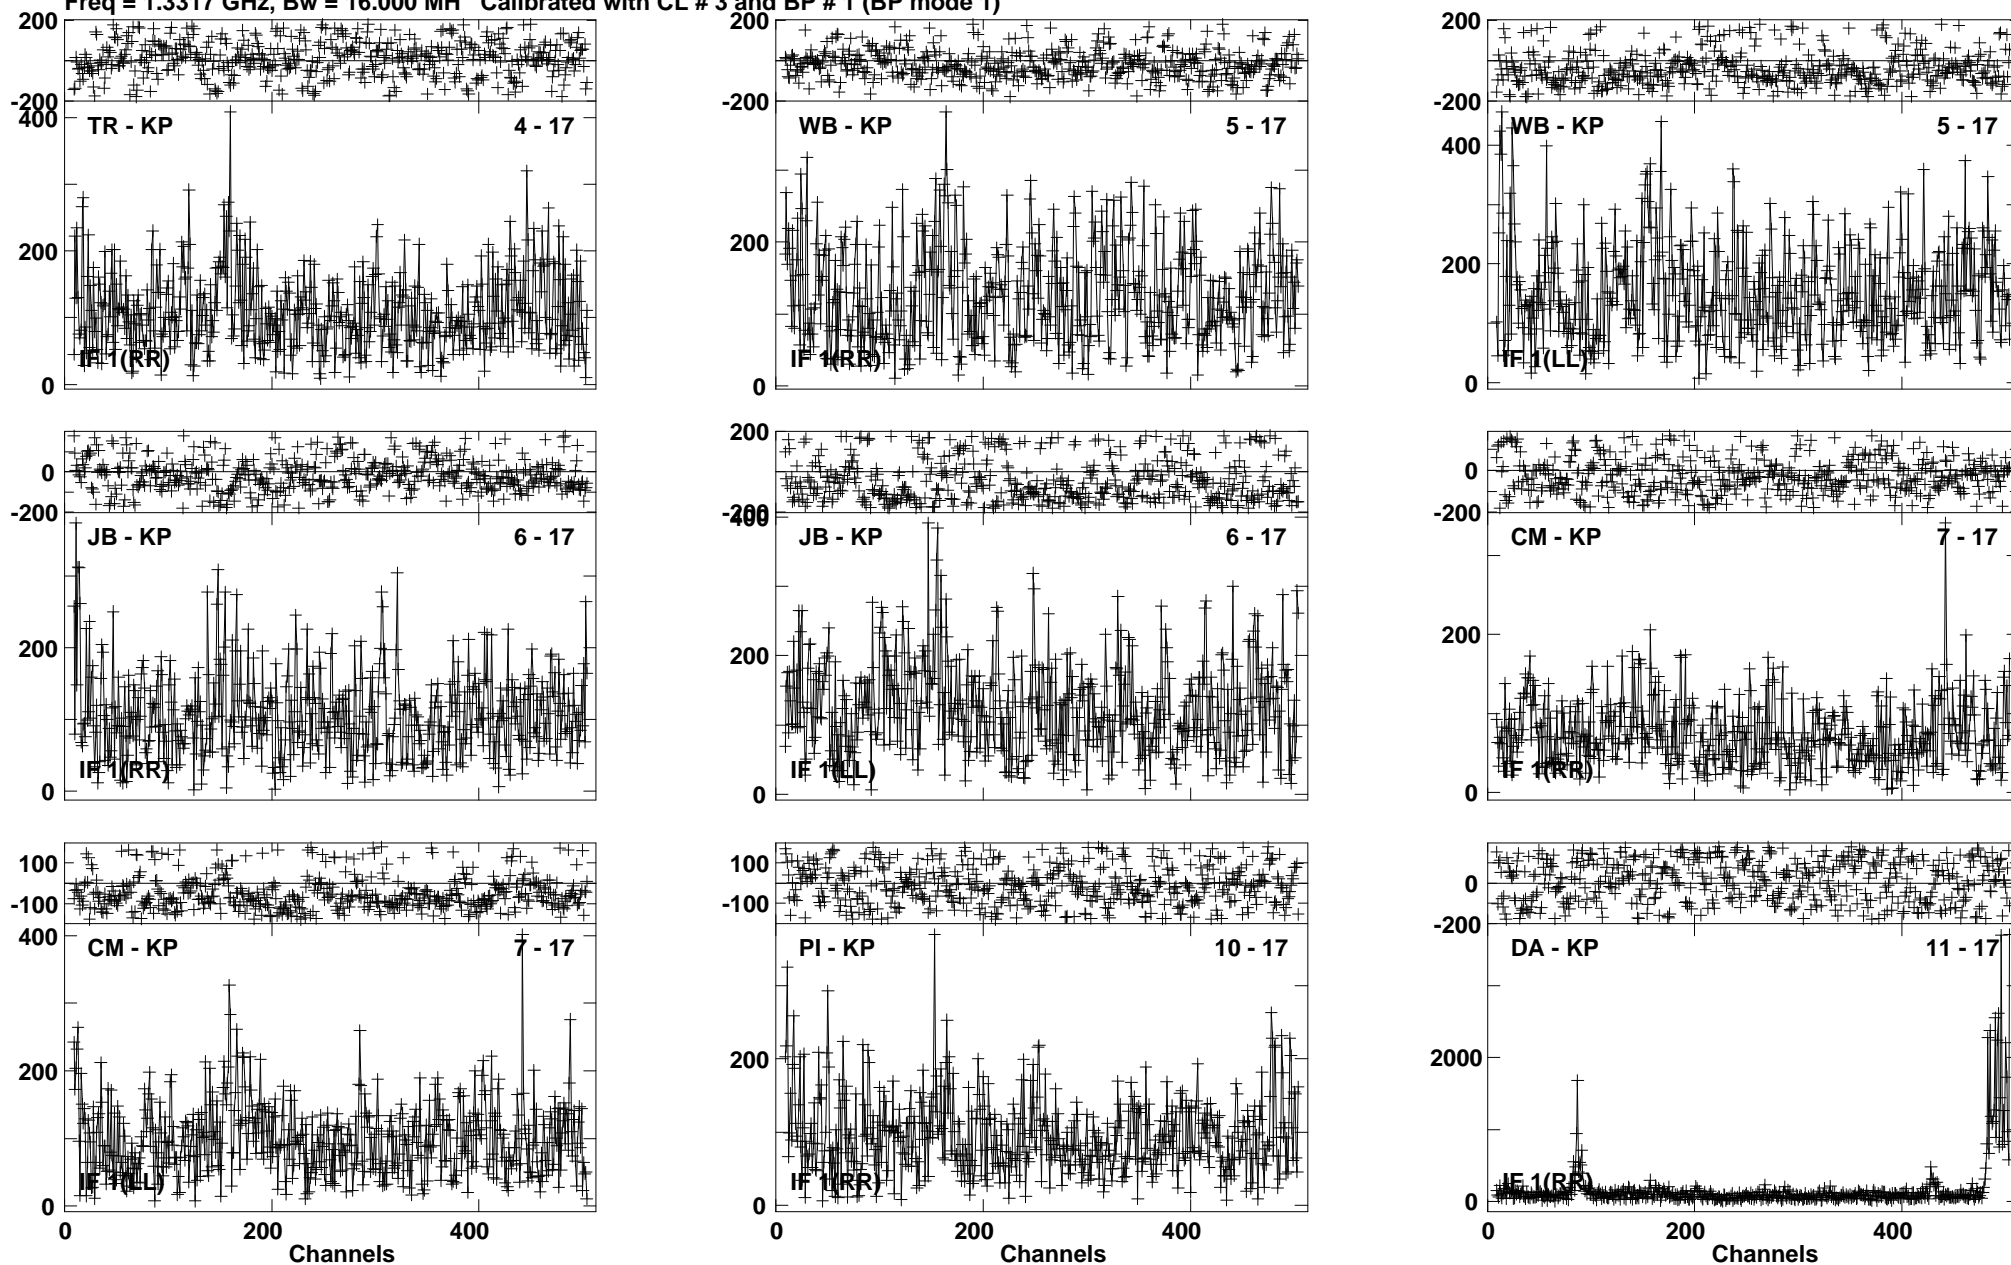 Freq = 1.3317 GHz, Bw = 16.000 MH Calibrated with CL # 3 and BP # 1 (BP mode 1)
200
-200
400
200
0
TR - KP
4 - 17
IF 1(RR)
200
-200
200
0
WB - KP
5 - 17
IF 1(RR)
200
-200
400
200
0
WB - KP
5 - 17
IF 1(LL)
0
-200
200
0
JB - KP
6 - 17
IF 1(RR)
200
-200
400
200
0
JB - KP
6 - 17
IF 1(LL)
0
-200
200
0
CM - KP
7 - 17
IF 1(RR)
100
-100
400
200
0
CM - KP
7 - 17
IF 1(LL)
0 200 400
Channels
100
-100
200
0
PI - KP
10 - 17
IF 1(RR)
0 200 400
Channels
0
-200
2000
0
DA - KP
11 - 17
IF 1(RR)
0 200 400
Channels